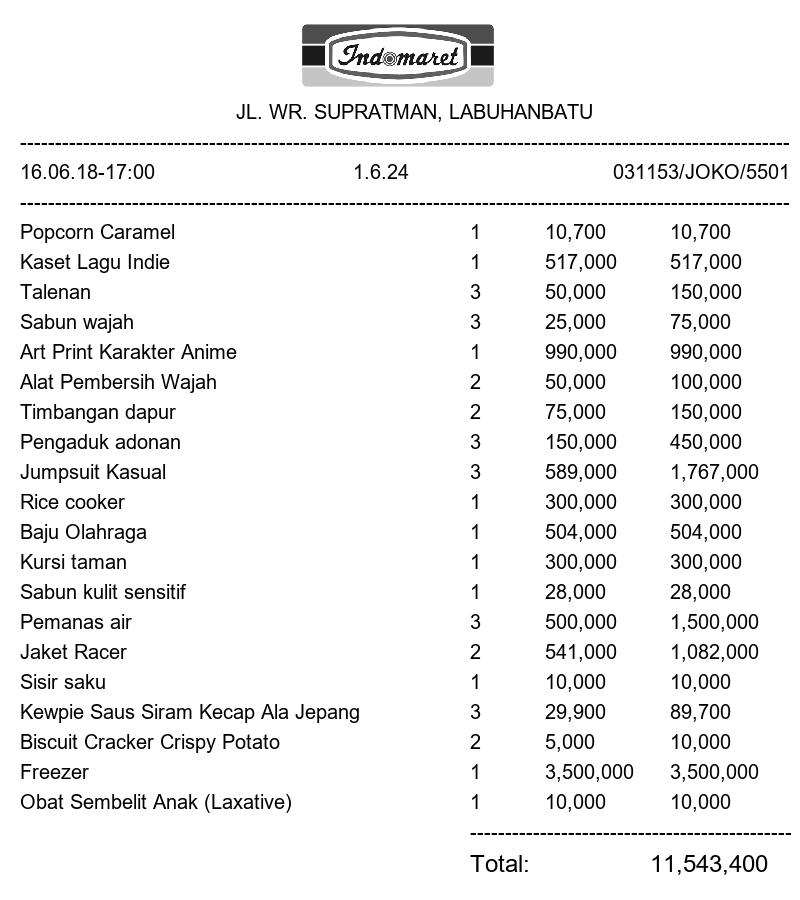 Indomaret
JL. WR. SUPRATMAN, LABUHANBATU
16.06.18-17:00 1.6.24 031153/JOKO/5501
Popcorn Caramel 1 10,700 10,700
Kaset Lagu Indie 1 517,000 517,000
Talenan 3 50,000 150,000
Sabun wajah 3 25,000 75,000
Art Print Karakter Anime 1 990,000 990,000
Alat Pembersih Wajah 2 50,000 100,000
Timbangan dapur 2 75,000 150,000
Pengaduk adonan 3 150,000 450,000
Jumpsuit Kasual 3 589,000 1,767,000
Rice cooker 1 300,000 300,000
Baju Olahraga 1 504,000 504,000
Kursi taman 1 300,000 300,000
Sabun kulit sensitif 1 28,000 28,000
Pemanas air 3 500,000 1,500,000
Jaket Racer 2 541,000 1,082,000
Sisir saku 1 10,000 10,000
Kewpie Saus Siram Kecap Ala Jepang 3 29,900 89,700
Biscuit Cracker Crispy Potato 2 5,000 10,000
Freezer 1 3,500,000 3,500,000
Obat Sembelit Anak (Laxative) 1 10,000 10,000
Total: 11,543,400